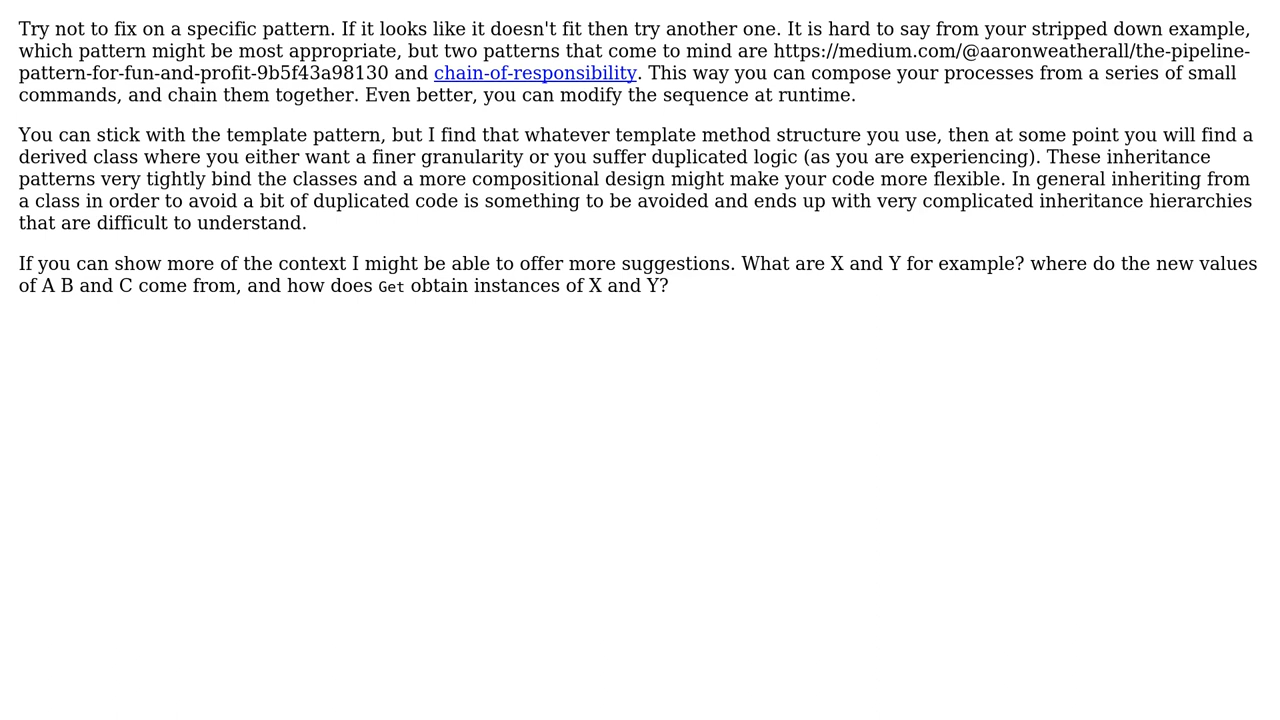 Try not to fix on a specific pattern. If it looks like it doesn't fit then try another one. It is hard to say from your stripped down example,
which pattern might be most appropriate, but two patterns that come to mind are https://medium.com/@aaronweatherall/the-pipeline-
pattern-for-fun-and-profit-9b5f43a98130 and chain-of-responsibility. This way you can compose your processes from a series of small
commands, and chain them together. Even better, you can modify the sequence at runtime.
You can stick with the template pattern, but I find that whatever template method structure you use, then at some point you will find a
derived class where you either want a finer granularity or you suffer duplicated logic (as you are experiencing). These inheritance
patterns very tightly bind the classes and a more compositional design might make your code more flexible. In general inheriting from
a class in order to avoid a bit of duplicated code is something to be avoided and ends up with very complicated inheritance hierarchies
that are difficult to understand.
If you can show more of the context I might be able to offer more suggestions. What are X and Y for example? where do the new values
of A B and C come from, and how does Get obtain instances of X and Y?